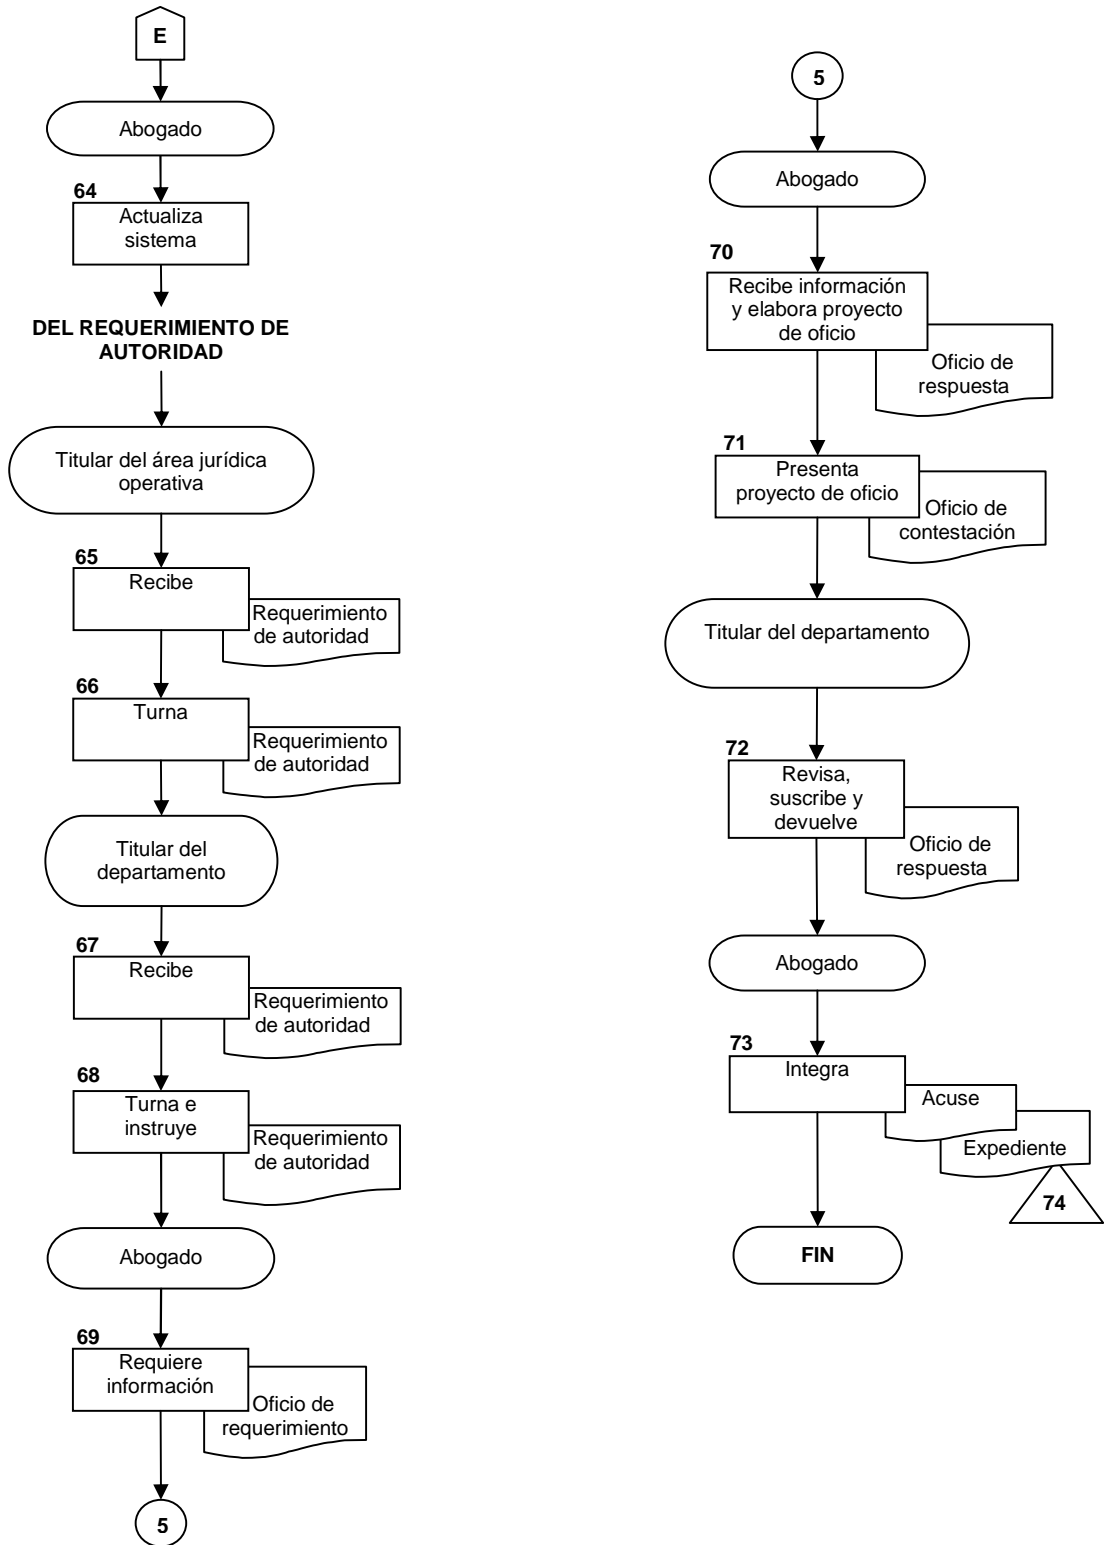 E
Abogado
64
Actualiza
sistema
DEL REQUERIMIENTO DE
AUTORIDAD
Titular del área jurídica
operativa
65
Recibe
Requerimiento
de autoridad
66
Turna
Requerimiento
de autoridad
Titular del
departamento
67
Recibe
Requerimiento
de autoridad
68
Turna e
instruye
Requerimiento
de autoridad
Abogado
69
Requiere
información
Oficio de
requerimiento
5
5
Abogado
70
Recibe información
y elabora proyecto
de oficio
Oficio de
respuesta
71
Presenta
proyecto de oficio
Oficio de
contestación
Titular del departamento
72
Revisa,
suscribe y
devuelve
Oficio de
respuesta
Abogado
73
Integra
Acuse
Expediente
74
FIN